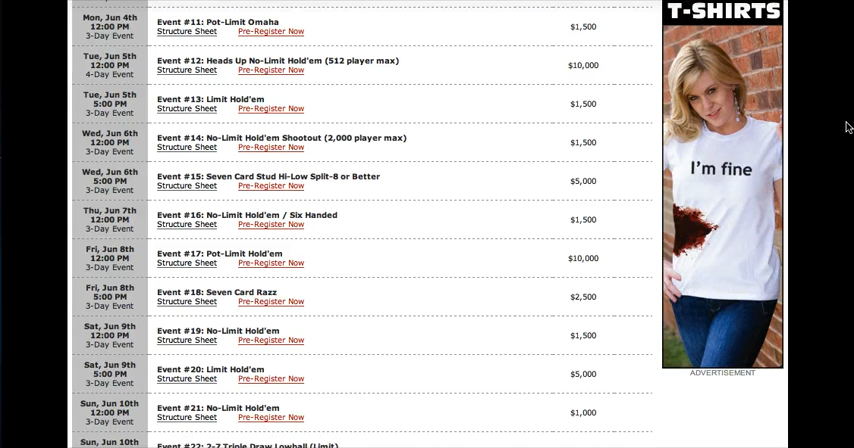 T-SHIRTS
Mon, Jun 4th
12:00 PM
3-Day Event
Event #11: Pot-Limit Omaha
Structure Sheet Pre-Register Now
$1,500
Tue, Jun 5th
12:00 PM
4-Day Event
Event #12: Heads Up No-Limit Hold'em (512 player max)
Structure Sheet Pre-Register Now
$10,000
Tue, Jun 5th
5:00 PM
3-Day Event
Event #13: Limit Hold'em
Structure Sheet Pre-Register Now
$1,500
Wed, Jun 6th
12:00 PM
3-Day Event
Event #14: No-Limit Hold'em Shootout (2,000 player max)
Structure Sheet Pre-Register Now
$1,500
Wed, Jun 6th
5:00 PM
3-Day Event
Event #15: Seven Card Stud Hi-Low Split-8 or Better
Structure Sheet Pre-Register Now
$5,000
Thu, Jun 7th
12:00 PM
3-Day Event
Event #16: No-Limit Hold'em / Six Handed
Structure Sheet Pre-Register Now
$1,500
Fri, Jun 8th
12:00 PM
3-Day Event
Event #17: Pot-Limit Hold'em
Structure Sheet Pre-Register Now
$10,000
Fri, Jun 8th
5:00 PM
3-Day Event
Event #18: Seven Card Razz
Structure Sheet Pre-Register Now
$2,500
Sat, Jun 9th
12:00 PM
3-Day Event
Event #19: No-Limit Hold'em
Structure Sheet Pre-Register Now
$1,500
Sat, Jun 9th
5:00 PM
3-Day Event
Event #20: Limit Hold'em
Structure Sheet Pre-Register Now
$5,000
Sun, Jun 10th
12:00 PM
3-Day Event
Event #21: No-Limit Hold'em
Structure Sheet Pre-Register Now
$1,000
Sun, Jun 10th
Event #22: 2-7 Triple Draw Lowball (Limit)
I'm fine
ADVERTISEMENT